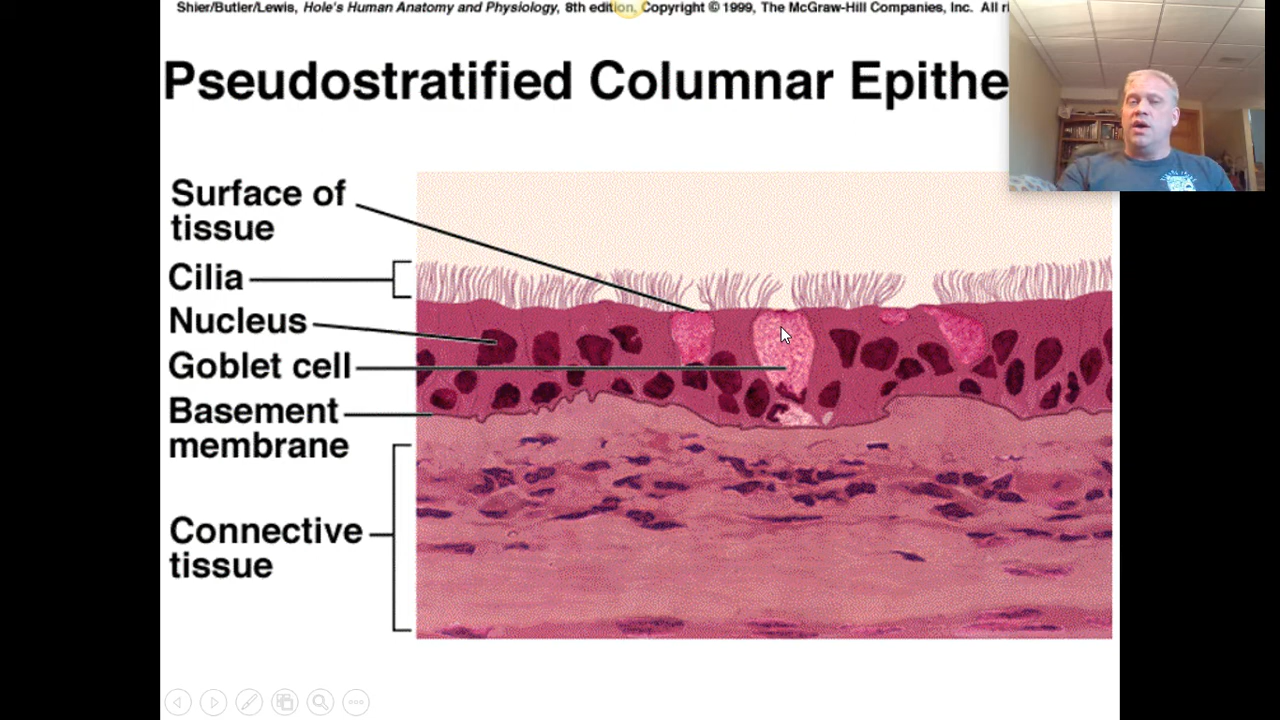 Shier/Butler/Lewis, Hole's Human Anatomy and Physiology, 8th edition, Copyright © 1999, The McGraw-Hill Companies, Inc. All ri
Pseudostratified Columnar Epithe
Surface of
tissue
Cilia
Nucleus
Goblet cell
Basement
membrane
Connective
tissue